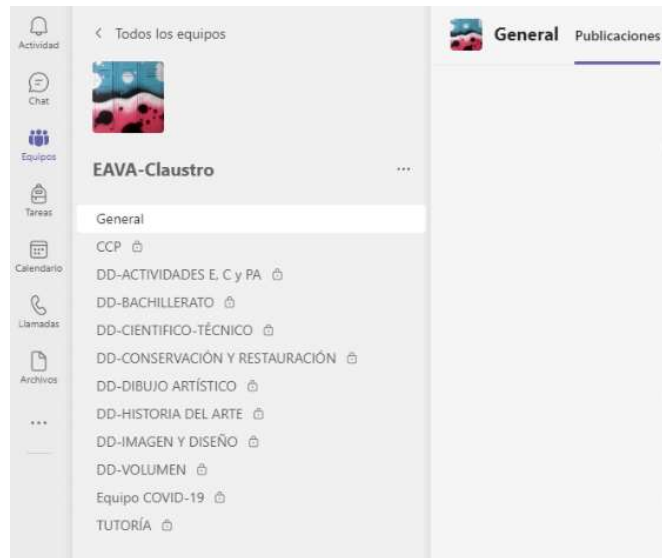 Actividad
Chat
Equipos
Tareas
Calendario
Llamadas
Archivos
Todos los equipos
EAVA-Claustro
General
CCP
DD-ACTIVIDADES E, C y PA
DD-BACHILLERATO
DD-CIENTIFICO-TÉCNICO
DD-CONSERVACIÓN Y RESTAURACIÓN
DD-DIBUJO ARTÍSTICO
DD-HISTORIA DEL ARTE
DD-IMAGEN Y DISEÑO
DD-VOLUMEN
Equipo COVID-19
TUTORÍA
General Publicaciones